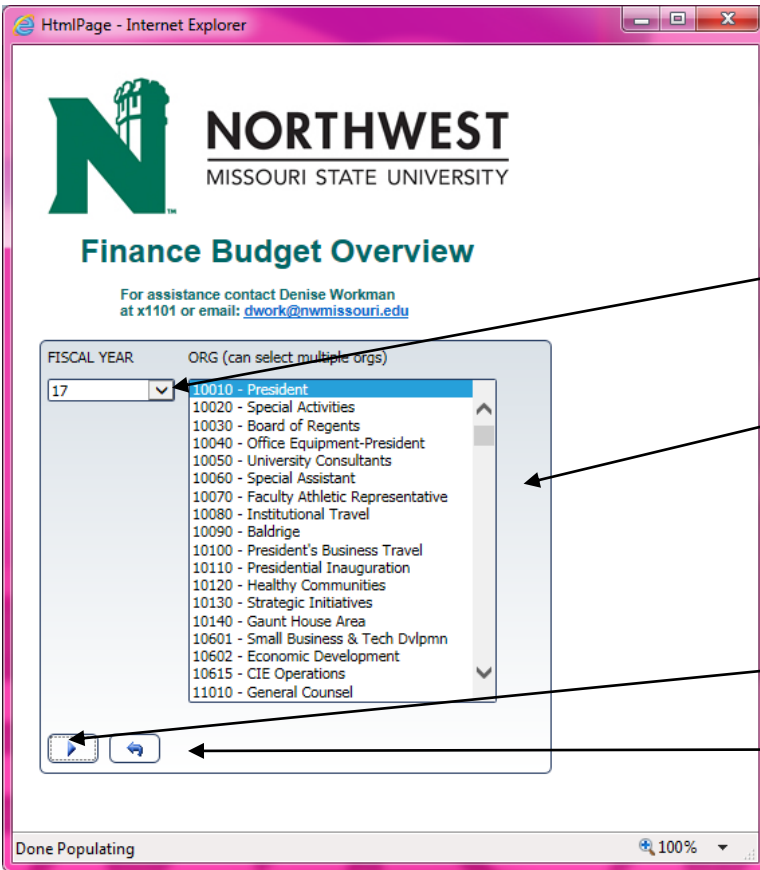 HtmlPage - Internet Explorer
N
TM
NORTHWEST
MISSOURI STATE UNIVERSITY
Finance Budget Overview
For assistance contact Denise Workman
at x1101 or email: dwork@nwmissouri.edu
FISCAL YEAR
ORG (can select multiple orgs)
17
10010 - President
10020 - Special Activities
10030 - Board of Regents
10040 - Office Equipment-President
10050 - University Consultants
10060 - Special Assistant
10070 - Faculty Athletic Representative
10080 - Institutional Travel
10090 - Baldrige
10100 - President's Business Travel
10110 - Presidential Inauguration
10120 - Healthy Communities
10130 - Strategic Initiatives
10140 - Gaunt House Area
10601 - Small Business & Tech Dvlpmn
10602 - Economic Development
10615 - CIE Operations
11010 - General Counsel
Done Populating
100%